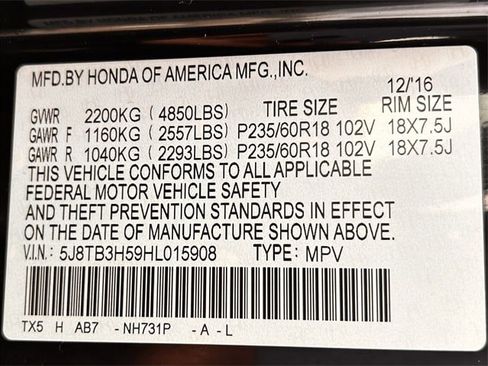 MFD.BY HONDA OF AMERICA MFG.,INC.
12/'16
GVWR 2200KG (4850LBS) TIRE SIZE RIM SIZE
GAWR F 1160KG (2557LBS) P235/60R18 102V 18X7.5J
GAWR R 1040KG (2293LBS) P235/60R18 102V 18X7.5J
THIS VEHICLE CONFORMS TO ALL APPLICABLE
FEDERAL MOTOR VEHICLE SAFETY
AND THEFT PREVENTION STANDARDS IN EFFECT
ON THE DATE OF MANUFACTURE SHOWN ABOVE.
V.I.N.: 5J8TB3H59HL015908 TYPE: MPV
TX5 H AB7 -NH731P -A-L